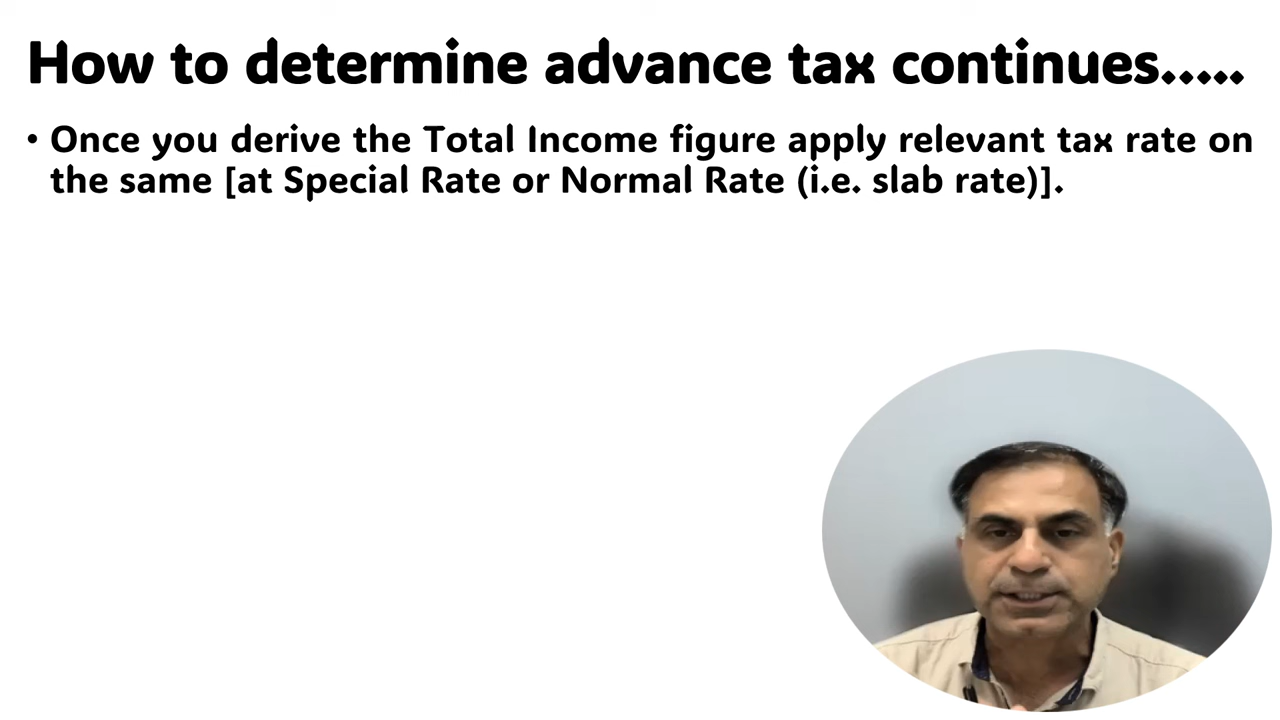 How to determine advance tax continues.....
• Once you derive the Total Income figure apply relevant tax rate on
the same [at Special Rate or Normal Rate (i.e. slab rate)].